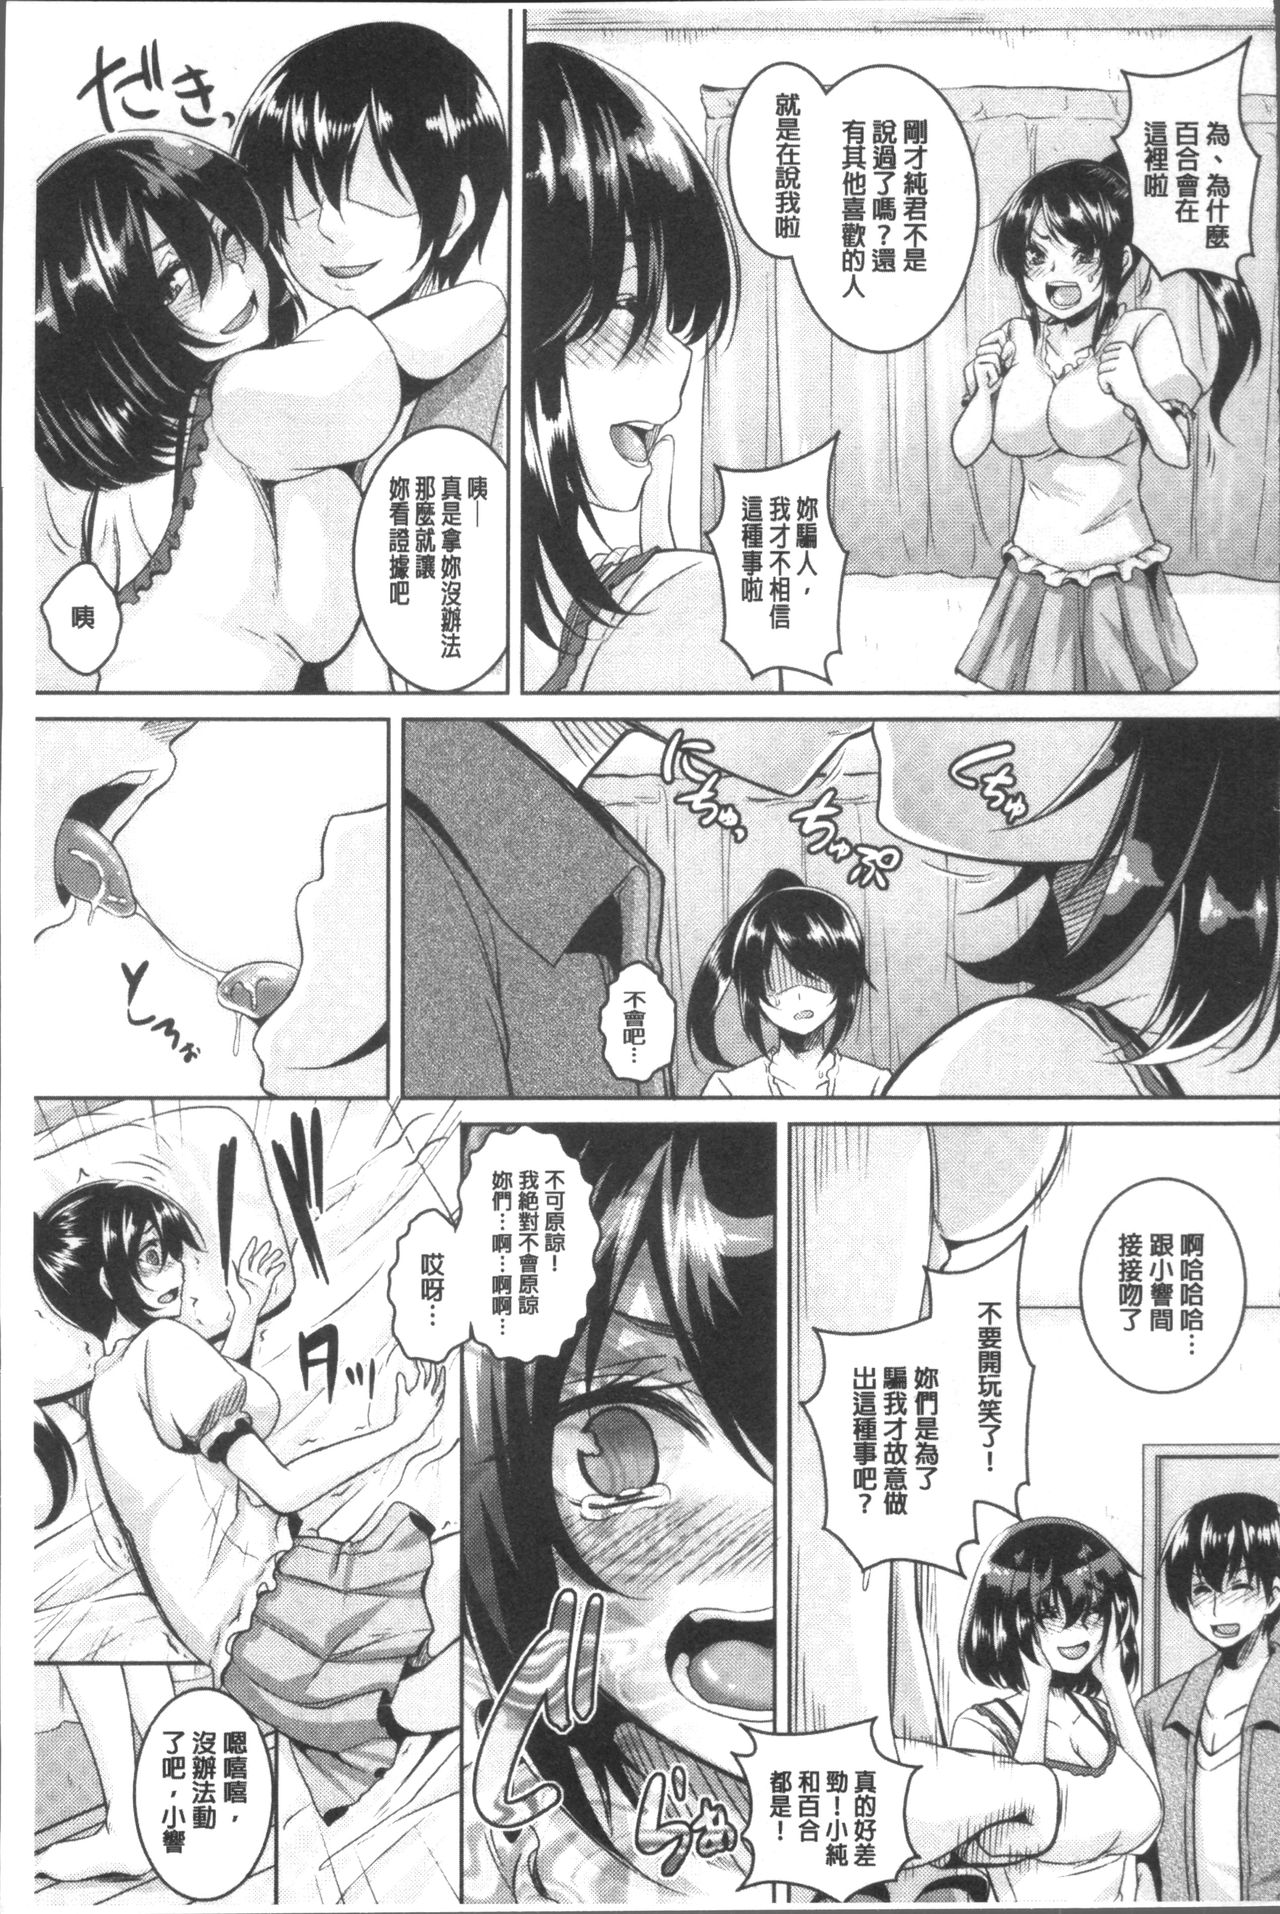 為、為什麼
百合會在
這裡啦
剛才純君不是
說過了嗎？還
有其他喜歡的人
就是在說我啦
妳騙人，
我才不相信
這種事啦
だきっ
咦—
真是拿妳沒辦法
那麼就讓
妳看證據吧
咦
くちゅ
ちゅぷ
にちゅっ
不會吧…
とろぉ
啊哈哈哈…
跟小響間
接接吻了
不要開玩笑了！
妳們是為了
騙我才故意做
出這種事吧？
真的好差
勁！小純
和百合
都是！
不可原諒！
我絕對不會原諒
妳們…啊…啊啊…
哎呀…
嗯嘻嘻，
沒辦法動
了吧，小響